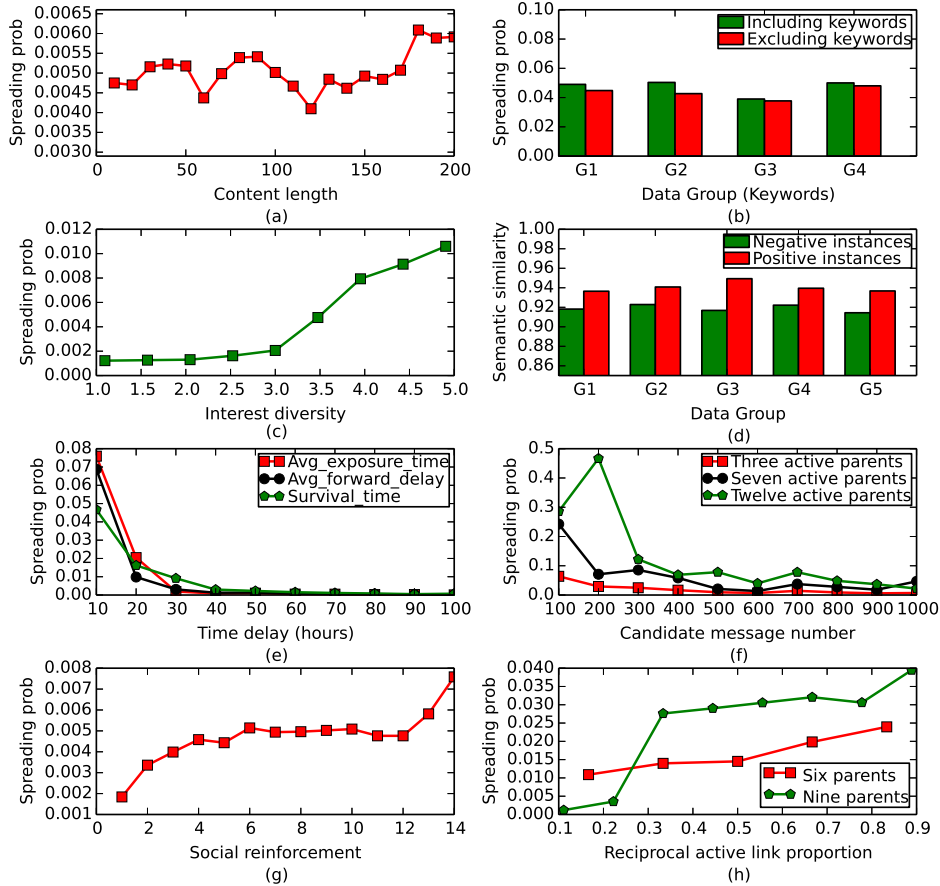 0.0065
0.0060
0.0055
0.0050
0.0045
0.0040
0.0035
0.0030
Spreading prob
0 50 100 150 200
Content length
(a)
0.10
0.08
0.06
0.04
0.02
0.00
Spreading prob
Including keywords
Excluding keywords
G1 G2 G3 G4
Data Group (Keywords)
(b)
0.012
0.010
0.008
0.006
0.004
0.002
0.000
Spreading prob
1.0 1.5 2.0 2.5 3.0 3.5 4.0 4.5 5.0
Interest diversity
(c)
1.00
0.98
0.96
0.94
0.92
0.90
0.88
0.86
Semantic similarity
Negative instances
Positive instances
G1 G2 G3 G4 G5
Data Group
(d)
0.08
0.07
0.06
0.05
0.04
0.03
0.02
0.01
0.00
Spreading prob
Avg_exposure_time
Avg_forward_delay
Survival_time
10 20 30 40 50 60 70 80 90 100
Time delay (hours)
(e)
0.5
0.4
0.3
0.2
0.1
0.0
Spreading prob
Three active parents
Seven active parents
Twelve active parents
100 200 300 400 500 600 700 800 900 1000
Candidate message number
(f)
0.008
0.007
0.006
0.005
0.004
0.003
0.002
0.001
Spreading prob
0 2 4 6 8 10 12 14
Social reinforcement
(g)
0.040
0.035
0.030
0.025
0.020
0.015
0.010
0.005
0.000
Spreading prob
Six parents
Nine parents
0.1 0.2 0.3 0.4 0.5 0.6 0.7 0.8 0.9
Reciprocal active link proportion
(h)